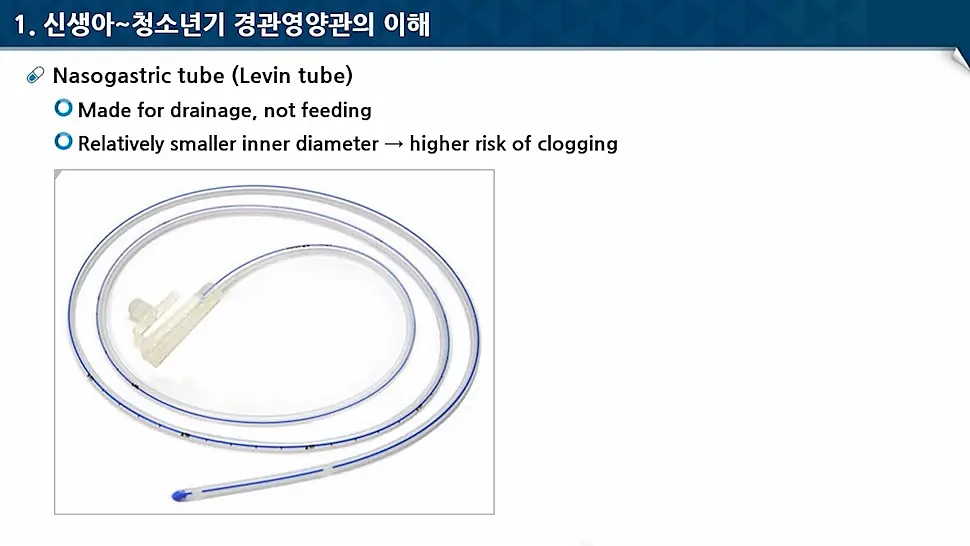 1. 신생아~청소년기 경관영양관의 이해
Nasogastric tube (Levin tube)
Made for drainage, not feeding
Relatively smaller inner diameter → higher risk of clogging